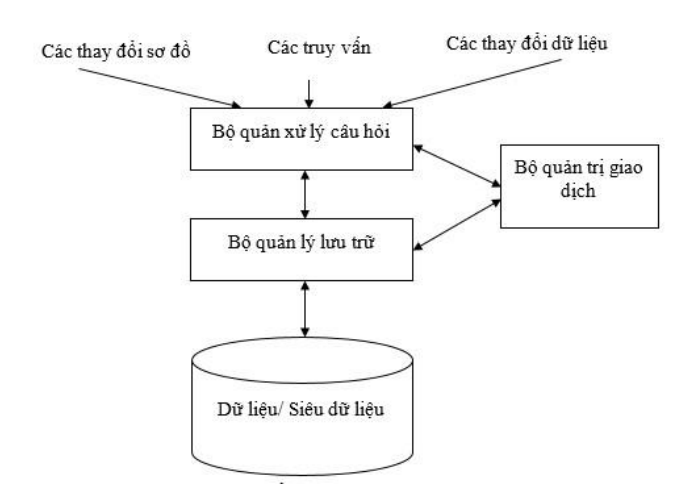 Các thay đổi sơ đồ
Các truy vấn
Các thay đổi dữ liệu
Bộ quản xử lý câu hỏi
Bộ quản trị giao
dịch
Bộ quản lý lưu trữ
Dữ liệu/ Siêu dữ liệu